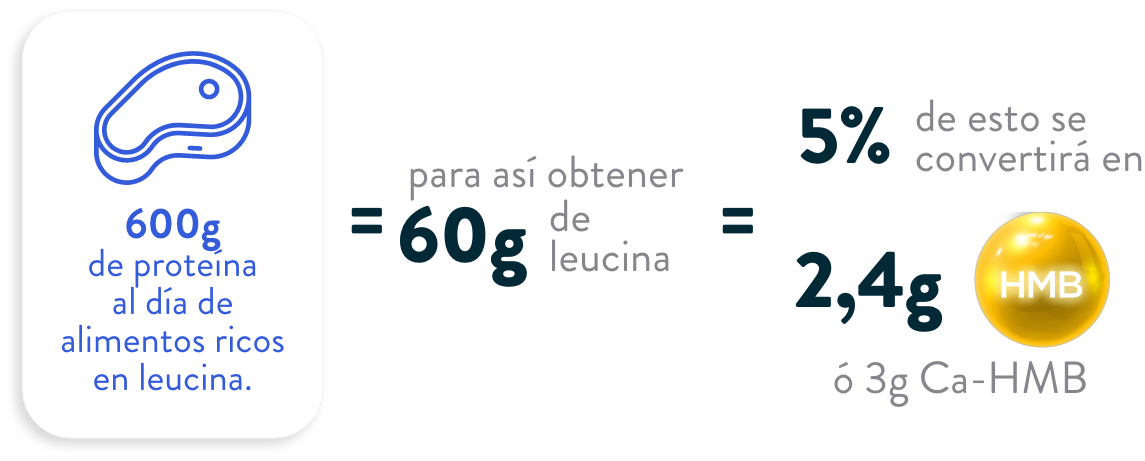 600g
de proteína
al día de
alimentos ricos
en leucina.
=
para así obtener
60g de
leucina
=
5% de esto se
convertirá en
2,4g HMB
ó 3g Ca-HMB